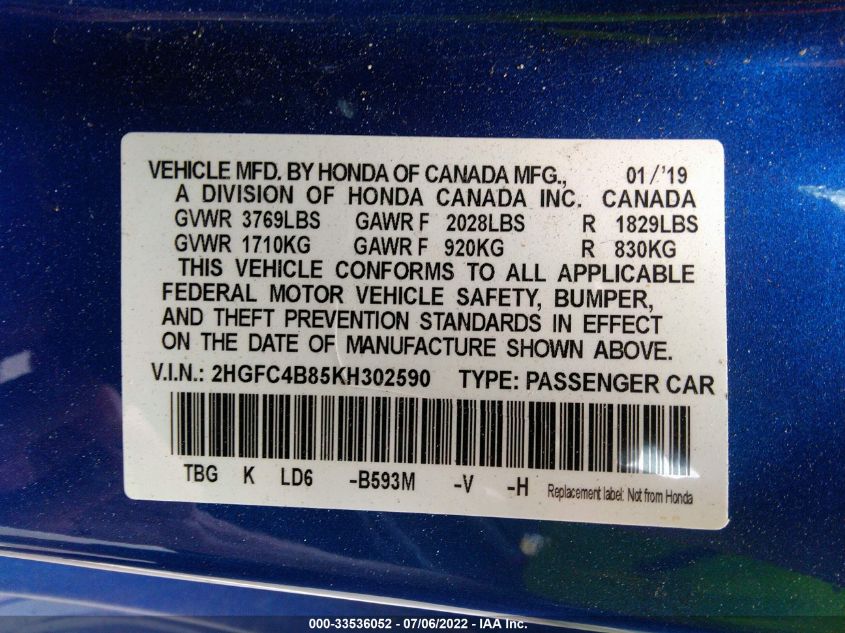 VEHICLE MFD. BY HONDA OF CANADA MFG., 01/'19
A DIVISION OF HONDA CANADA INC. CANADA
GVWR 3769LBS GAWR F 2028LBS R 1829LBS
GVWR 1710KG GAWR F 920KG R 830KG
THIS VEHICLE CONFORMS TO ALL APPLICABLE
FEDERAL MOTOR VEHICLE SAFETY, BUMPER,
AND THEFT PREVENTION STANDARDS IN EFFECT
ON THE DATE OF MANUFACTURE SHOWN ABOVE.
V.I.N.: 2HGFC4B85KH302590 TYPE: PASSENGER CAR
TBG K LD6 -B593M -V -H Replacement label: Not from Honda
000-33536052 - 07/06/2022 - IAA Inc.